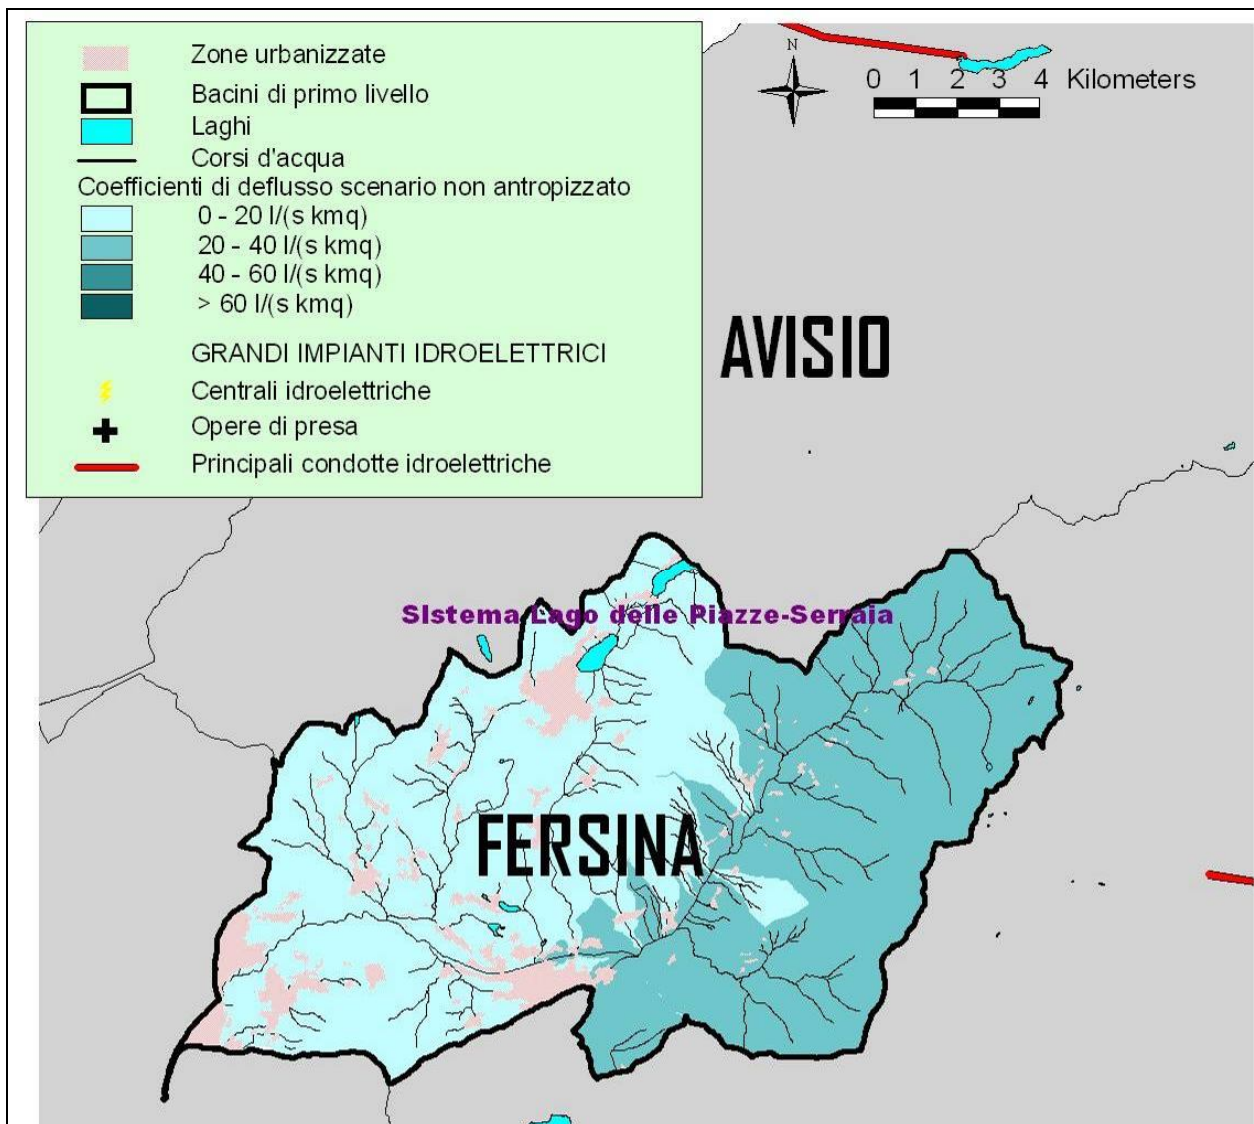 Zone urbanizzate
Bacini di primo livello
Laghi
Corsi d'acqua
Coefficienti di deflusso scenario non antropizzato
0 - 20 l/(s kmq)
20 - 40 l/(s kmq)
40 - 60 l/(s kmq)
> 60 l/(s kmq)
GRANDI IMPIANTI IDROELETTRICI
Centrali idroelettriche
Opere di presa
Principali condotte idroelettriche
N
0 1 2 3 4 Kilometers
AVISIO
SIstema Lago delle Piazze-Serraia
FERSINA